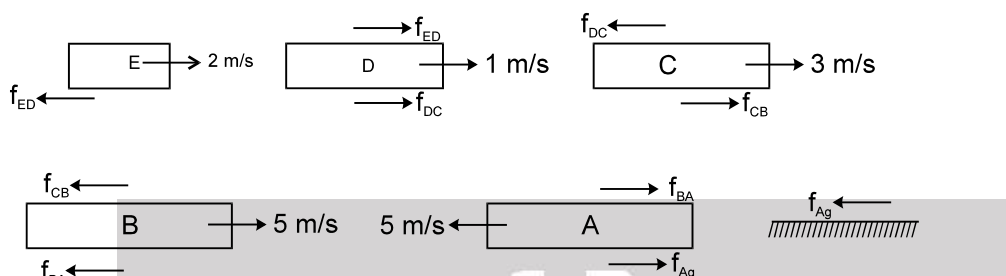 f_ED
f_DC
E
2 m/s
D
1 m/s
C
3 m/s
f_ED
f_DC
f_CB
f_CB
f_BA
f_Ag
B
5 m/s
5 m/s
A
f_Ag